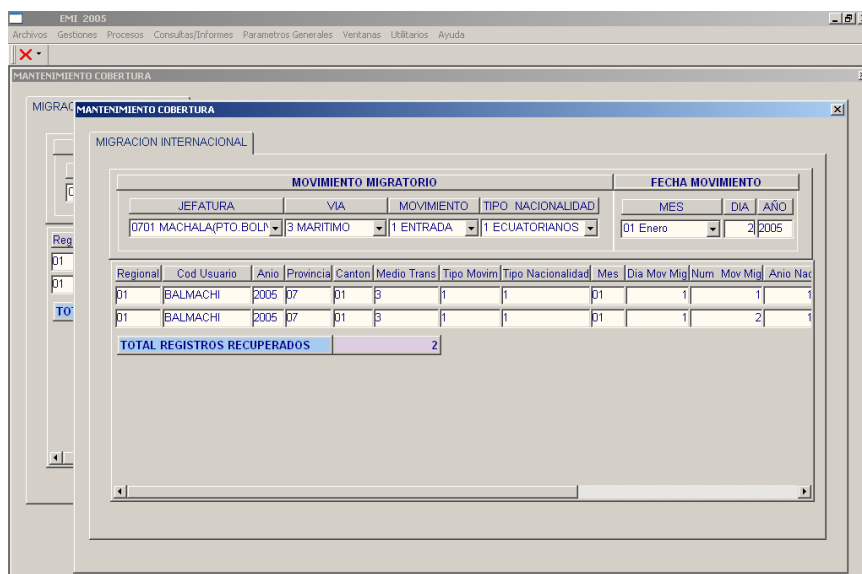 EMI 2005
Archivos Gestiones Procesos Consultas/Informes Parametros Generales Ventanas Utilitarios Ayuda
MANTENIMIENTO COBERTURA
MIGRAC
MANTENIMIENTO COBERTURA
MIGRACION INTERNACIONAL
MOVIMIENTO MIGRATORIO FECHA MOVIMIENTO
JEFATURA VIA MOVIMIENTO TIPO NACIONALIDAD MES DIA AÑO
0701 MACHALA(PTO.BOLI 3 MARITIMO 1 ENTRADA 1 ECUATORIANOS 01 Enero 2 2005
Reg
01
01
TO
Regional Cod Usuario Anio Provincia Canton Medio Trans Tipo Movim Tipo Nacionalidad Mes Dia Mov Mig Num Mov Mig Anio Nac
01 BALMACHI 2005 07 01 3 1 1 01 1 1 1
01 BALMACHI 2005 07 01 3 1 1 01 1 2 1
TOTAL REGISTROS RECUPERADOS 2